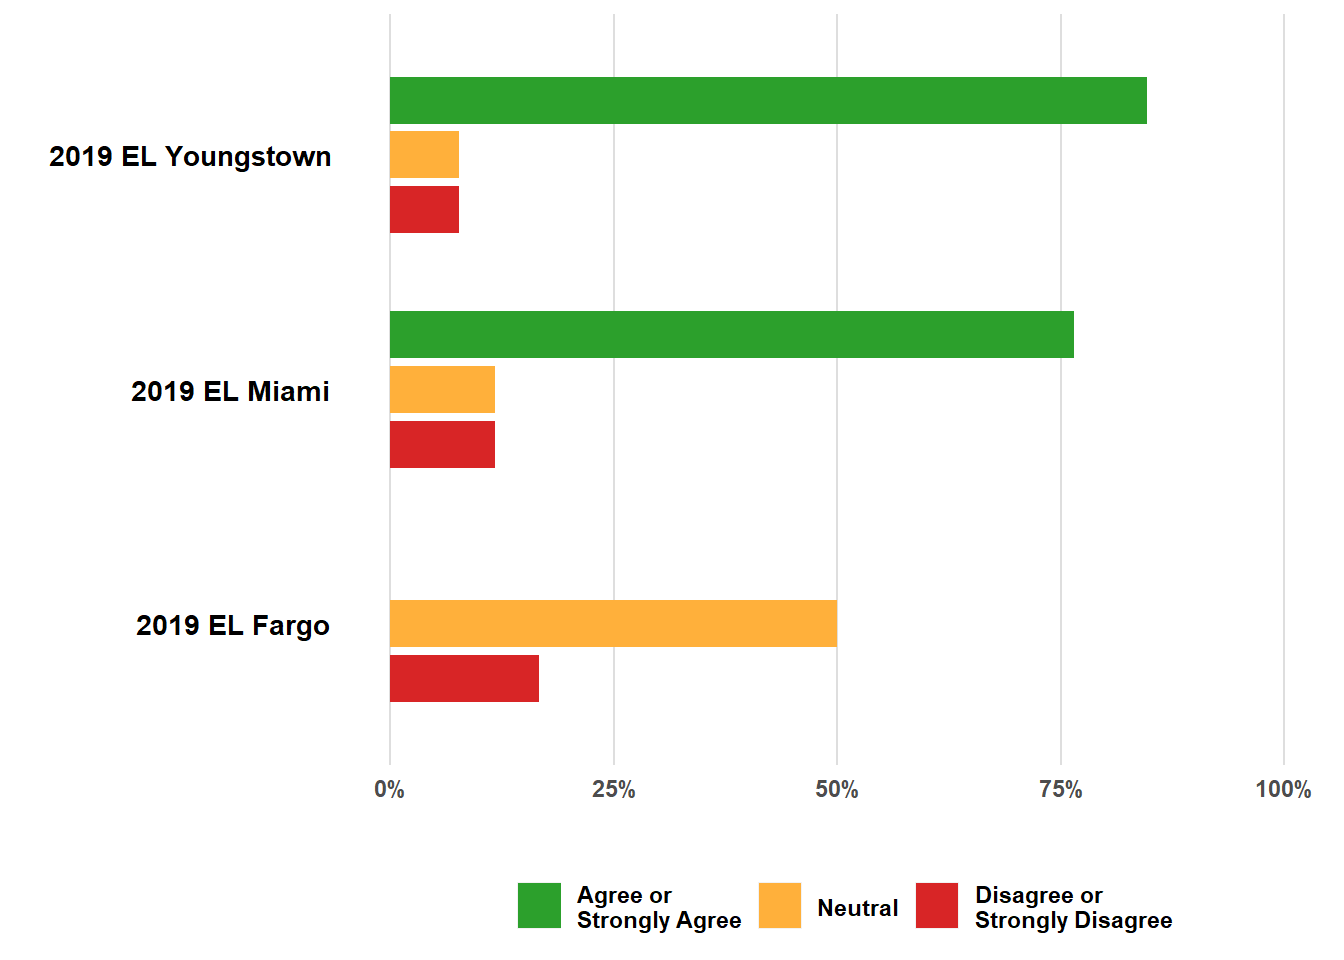 2019 EL Youngstown
2019 EL Miami
2019 EL Fargo
0% 25% 50% 75% 100%
Agree or
Strongly Agree
Neutral
Disagree or
Strongly Disagree